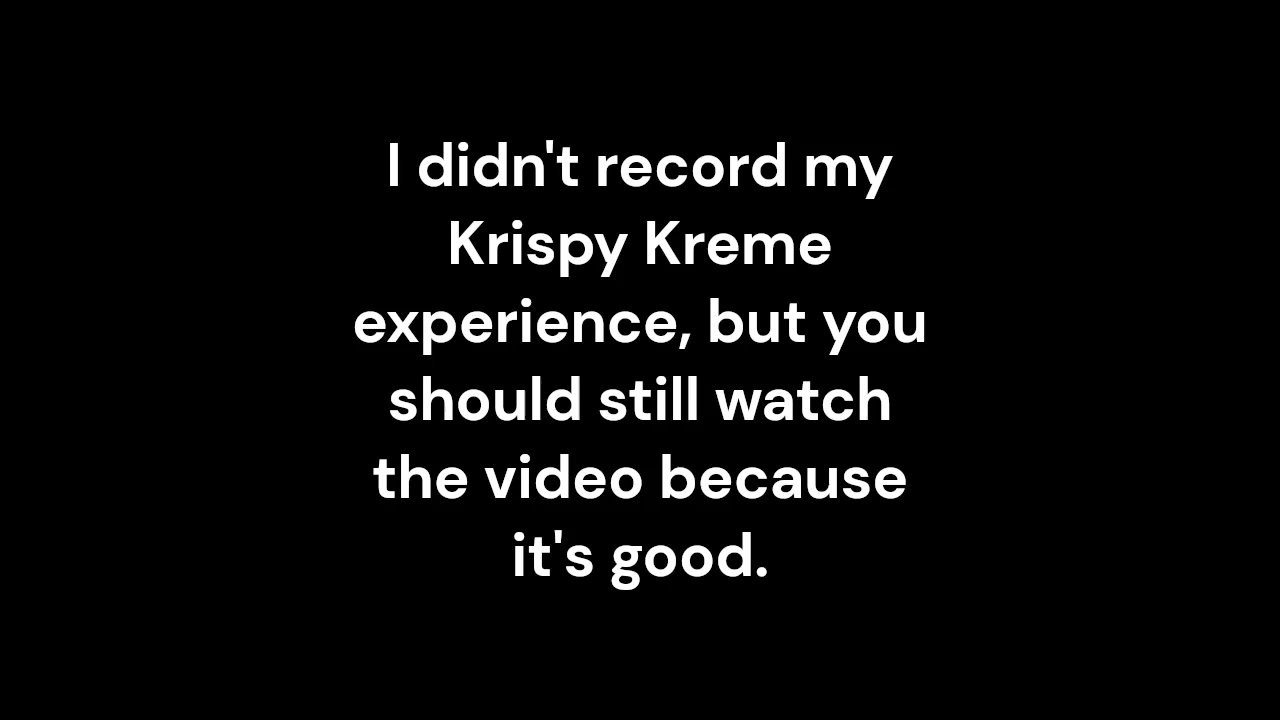 I didn't record my
Krispy Kreme
experience, but you
should still watch
the video because
it's good.